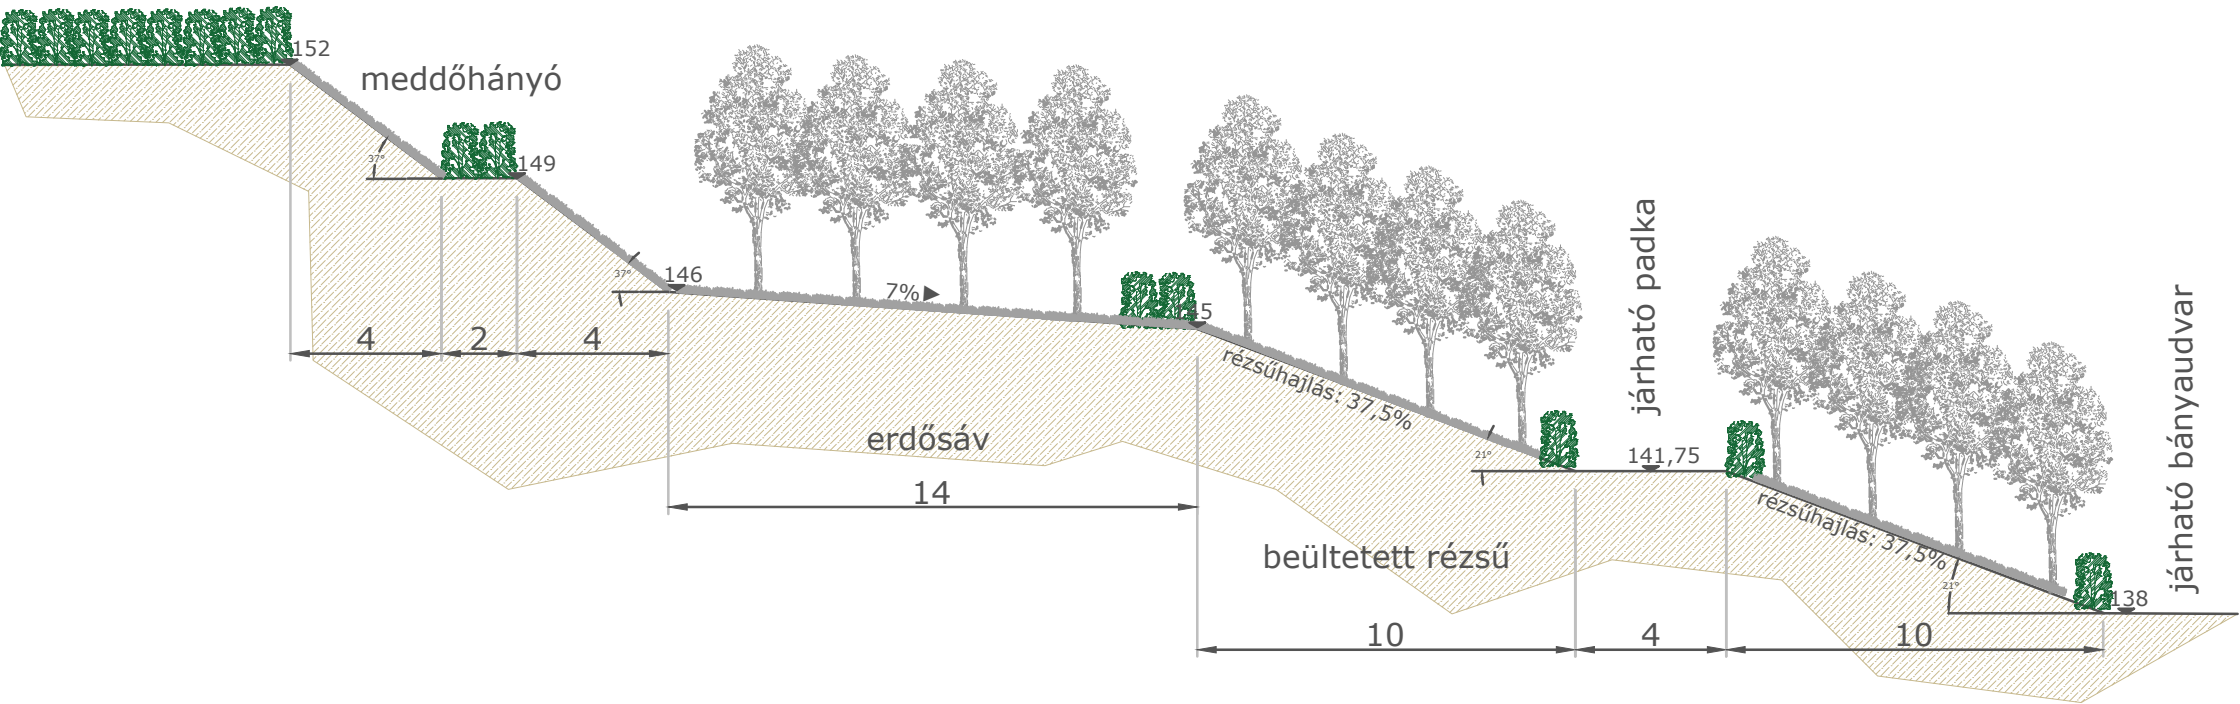 152
meddőhányó
37°
149
37°
146
7%
145
4
2
4
rézsűhajlás: 37,5%
21°
járható padka
141,75
erdősáv
14
beültetett rézsű
rézsűhajlás: 37,5%
21°
járható bányaudvar
138
10
4
10